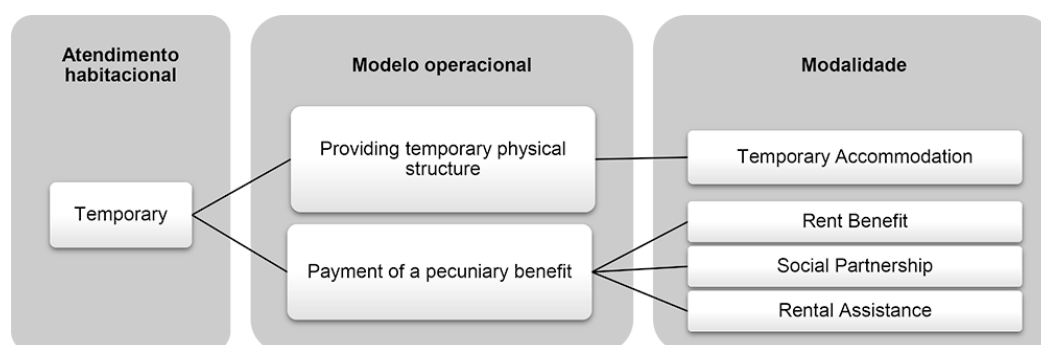 Atendimento
habitacional
Modelo operacional
Modalidade
Temporary
Providing temporary physical
structure
Payment of a pecuniary benefit
Temporary Accommodation
Rent Benefit
Social Partnership
Rental Assistance